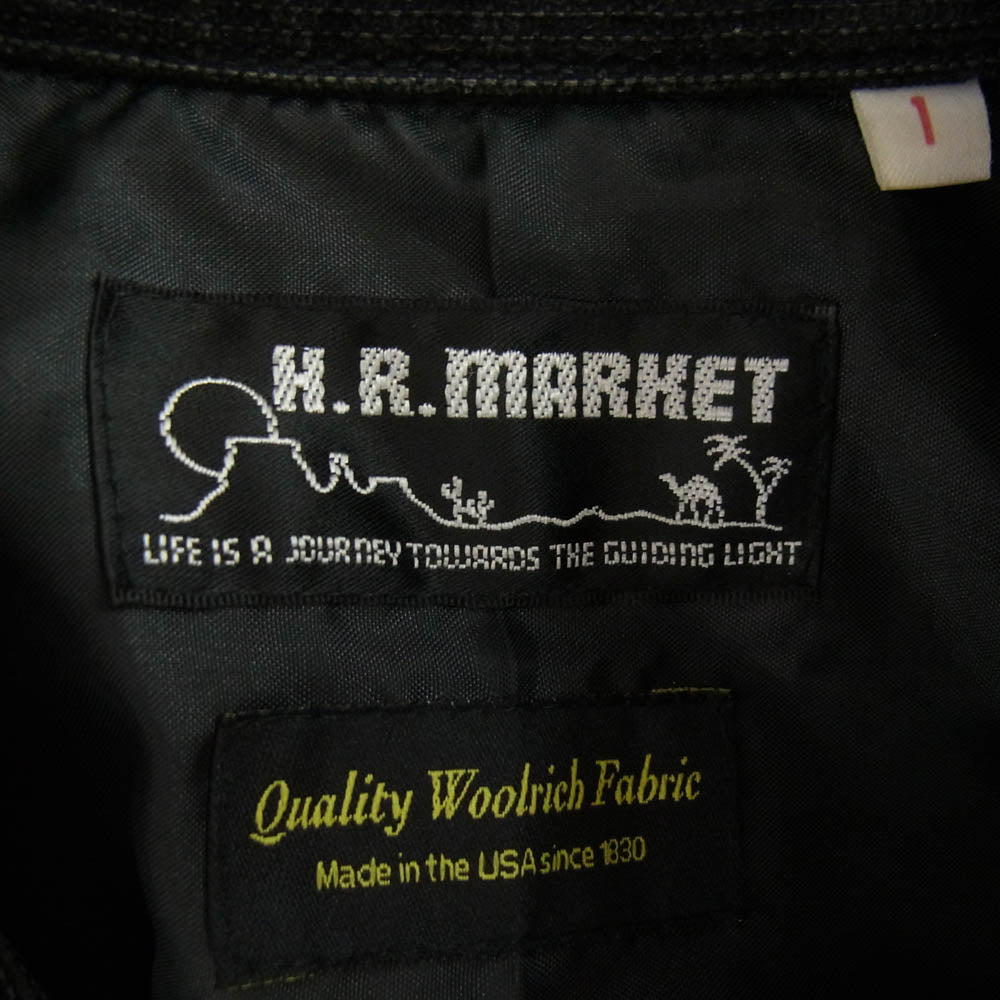 1
H.R.MARKET
LIFE IS A JOURNEY TOWARDS THE GUIDING LIGHT
Quality Woolrich Fabric
Made in the USA since 1830